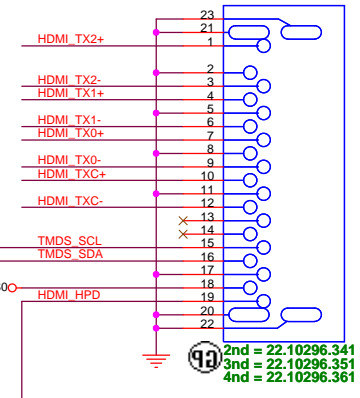 23
21
HDMI_TX2+ 1
2
HDMI_TX2- 3
HDMI_TX1+ 4
5
HDMI_TX1- 6
HDMI_TX0+ 7
8
HDMI_TX0- 9
HDMI_TXC+ 10
11
HDMI_TXC- 12
13
14
TMDS_SCL 15
TMDS_SDA 16
17
18
HDMI_HPD 19
20
22
2nd = 22.10296.341
3nd = 22.10296.351
4nd = 22.10296.361